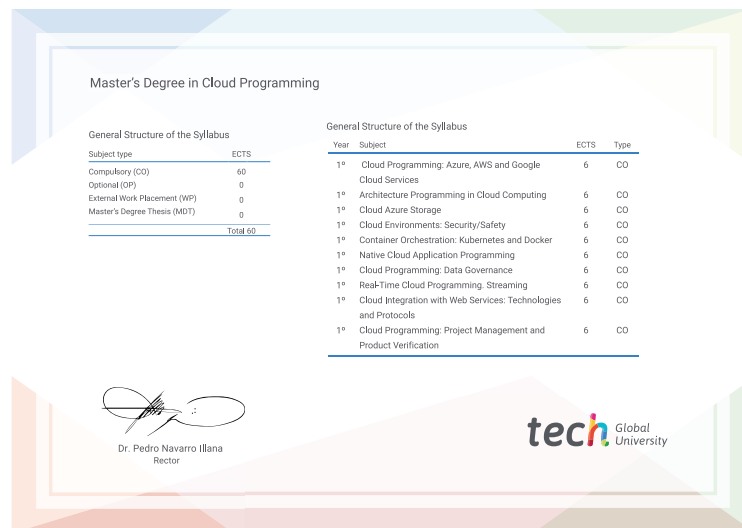 Master's Degree in Cloud Programming
General Structure of the Syllabus
Subject type ECTS
Compulsory (CO) 60
Optional (OP) 0
External Work Placement (WP) 0
Master's Degree Thesis (MDT) 0
Total 60
General Structure of the Syllabus
Year Subject ECTS Type
1º Cloud Programming: Azure, AWS and Google 6 CO
Cloud Services
1º Architecture Programming in Cloud Computing 6 CO
1º Cloud Azure Storage 6 CO
1º Cloud Environments: Security/Safety 6 CO
1º Container Orchestration: Kubernetes and Docker 6 CO
1º Native Cloud Application Programming 6 CO
1º Cloud Programming: Data Governance 6 CO
1º Real-Time Cloud Programming. Streaming 6 CO
1º Cloud Integration with Web Services: Technologies 6 CO
and Protocols
1º Cloud Programming: Project Management and 6 CO
Product Verification
Dr. Pedro Navarro Illana
Rector
tech Global
University